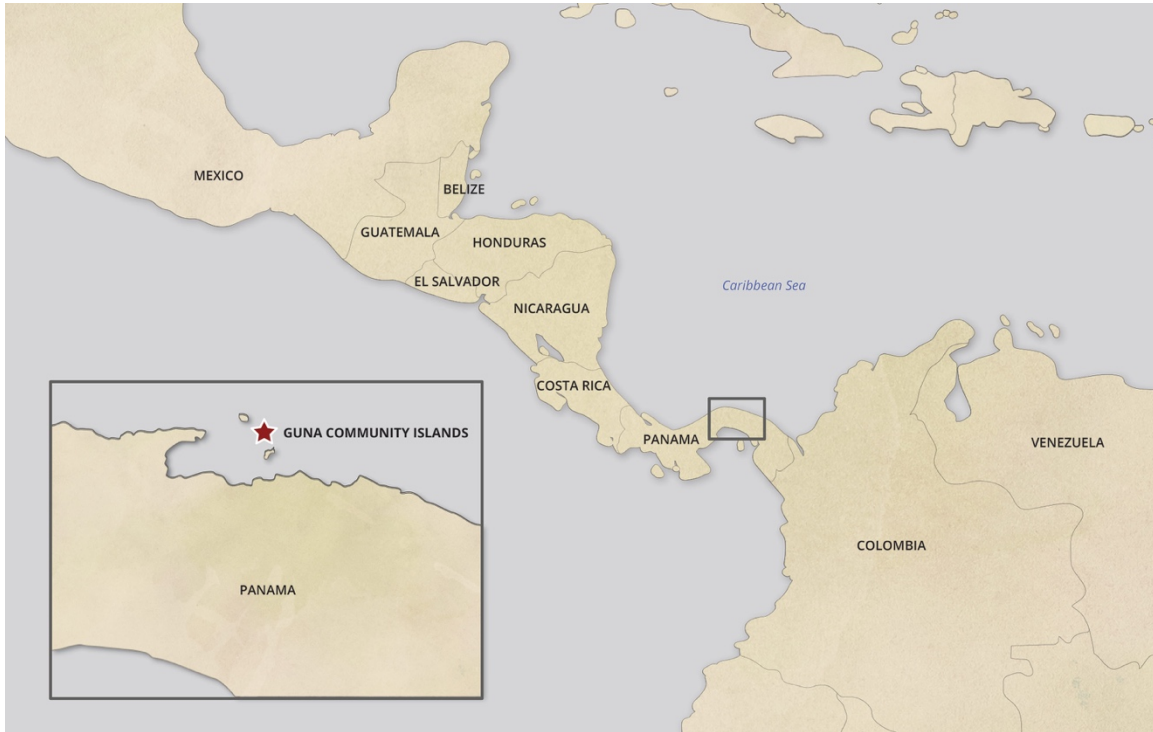 MEXICO
BELIZE
GUATEMALA
HONDURAS
EL SALVADOR
Caribbean Sea
NICARAGUA
COSTA RICA
PANAMA
VENEZUELA
COLOMBIA
GUNA COMMUNITY ISLANDS
PANAMA